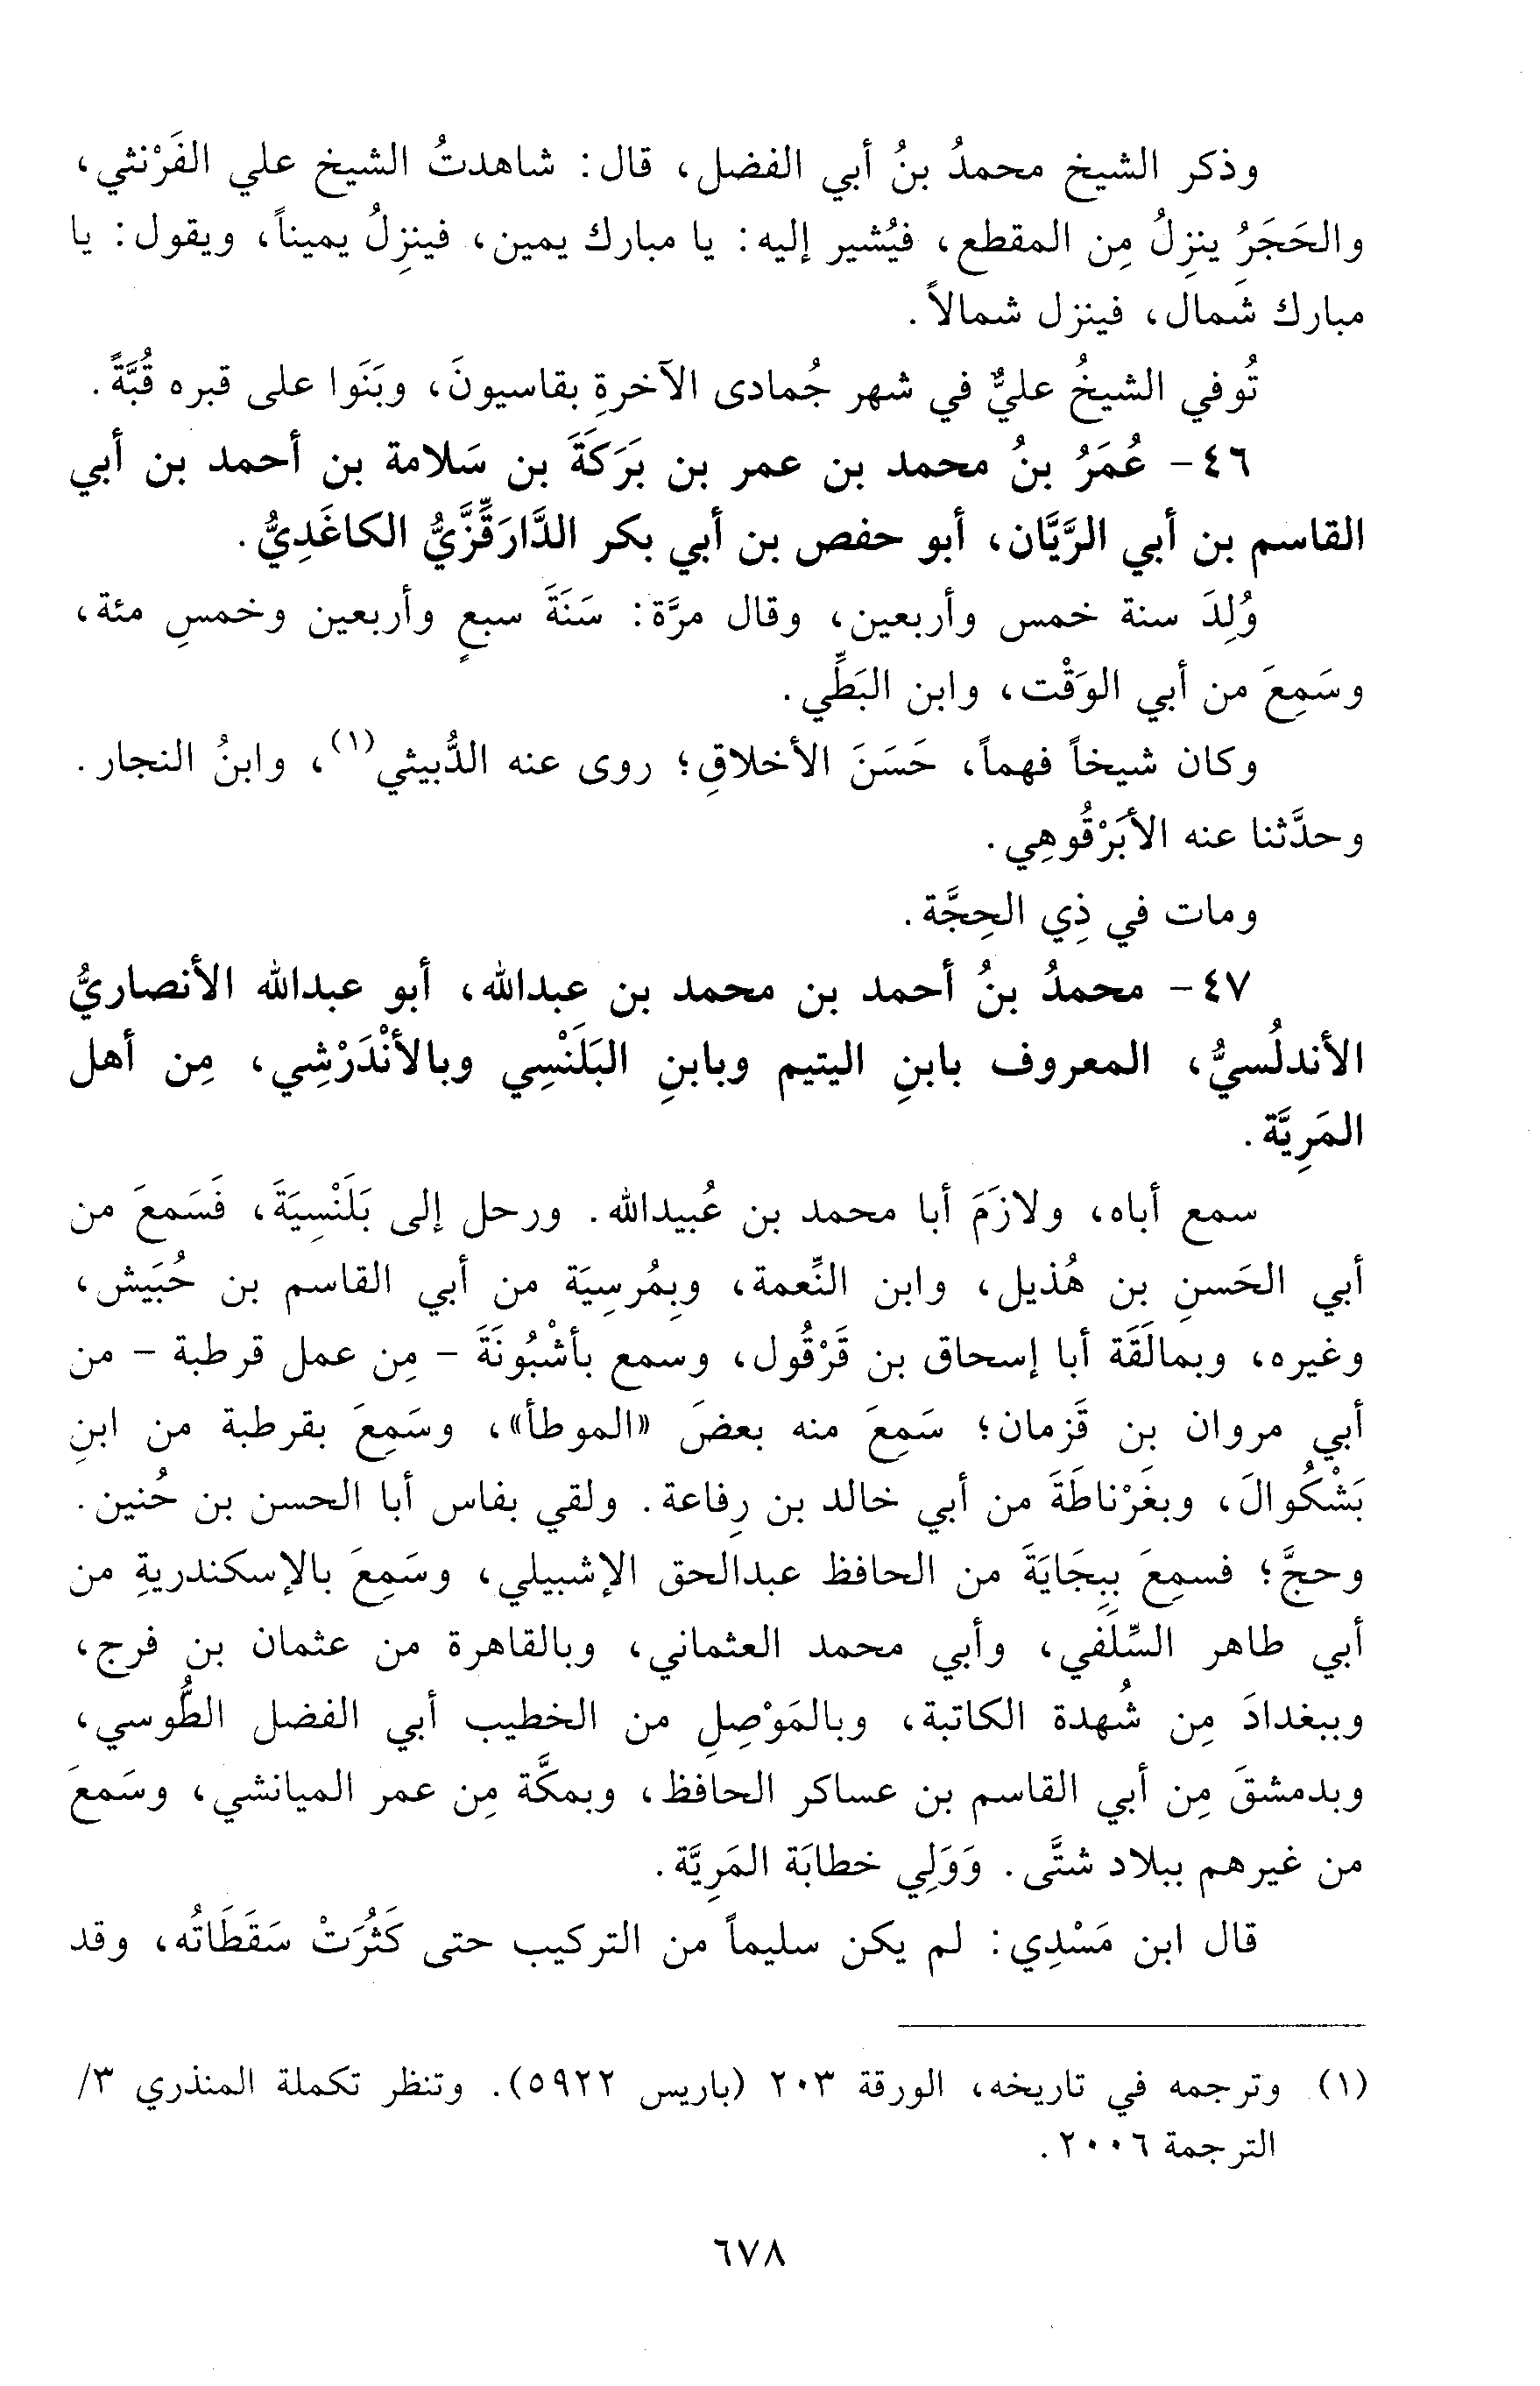 وذكر الشيخ محمدُ بنُ أبي الفضل، قال: شاهدتُ الشيخ علي الفَرْنثي،
والحَجَرُ ينزِلُ مِن المقطع، فيُشير إليه: يا مبارك يمين، فينزِلُ يميناً، ويقول: يا
مبارك شَمال، فينزل شمالاً.
تُوفي الشيخُ عليٌّ في شهر جُمادى الآخرةِ بقاسيونَ، وبَنَوا على قبره قُبَّةً.
٤٦- عُمَرُ بنُ محمد بن عمر بن بَرَكَةَ بن سَلامة بن أحمد بن أبي
القاسم بن أبي الرَّيَّان، أبو حفص بن أبي بكر الدَّارَقِّزَّيُّ الكاغَدِيُّ.
وُلِدَ سنة خمس وأربعين، وقال مرَّة: سَنَةَ سبعٍ وأربعين وخمسِ مئة،
وسَمِعَ من أبي الوَقْت، وابن البَطِّي.
وكان شيخاً فهماً، حَسَنَ الأخلاقِ؛ روى عنه الدُّبيثي(١)، وابنُ النجار.
وحدَّثنا عنه الأبَرْقُوهِي.
ومات في ذِي الحِجَّة.
٤٧- محمدُ بنُ أحمد بن محمد بن عبدالله، أبو عبدالله الأنصاريُّ
الأندلُسيُّ، المعروف بابنِ اليتيم وبابنِ البَلَنْسِي وبالأنْدَرْشِي، مِن أهل
المَرِيَّة.
سمع أباه، ولازَمَ أبا محمد بن عُبيدالله. ورحل إلى بَلَنْسِيَةَ، فَسَمعَ من
أبي الحَسنِ بن هُذيل، وابن النِّعمة، وبِمُرسِيَة من أبي القاسم بن حُبَيش،
وغيره، وبمالَقَة أبا إسحاق بن قَرْقُول، وسمع بأشْبُونَةَ - مِن عمل قرطبة - من
أبي مروان بن قَزمان؛ سَمِعَ منه بعضَ «الموطأ»، وسَمِعَ بقرطبة من ابنِ
بَشْكُوالَ، وبغَرْناطَةَ من أبي خالد بن رِفاعة. ولقي بفاس أبا الحسن بن حُنين.
وحجَّ؛ فسمِعَ بِبِجَايَةَ من الحافظ عبدالحق الإشبيلي، وسَمِعَ بالإسكندريةِ من
أبي طاهر السِّلَفي، وأبي محمد العثماني، وبالقاهرة من عثمان بن فرج،
وببغدادَ مِن شُهدة الكاتبة، وبالمَوْصِلِ من الخطيب أبي الفضل الطُّوسي،
وبدمشقَ مِن أبي القاسم بن عساكر الحافظ، وبمكَّة مِن عمر الميانشي، وسَمعَ
من غيرهم ببلاد شتَّى. وَوَلِي خطابَة المَرِيَّة.
قال ابن مَسْدِي: لم يكن سليماً من التركيب حتى كَثُرَتْ سَقَطَاتُه، وقد
(١) وترجمه في تاريخه، الورقة ٢٠٣ (باريس ٥٩٢٢). وتنظر تكملة المنذري ٣/
الترجمة ٢٠٠٦.
٦٧٨